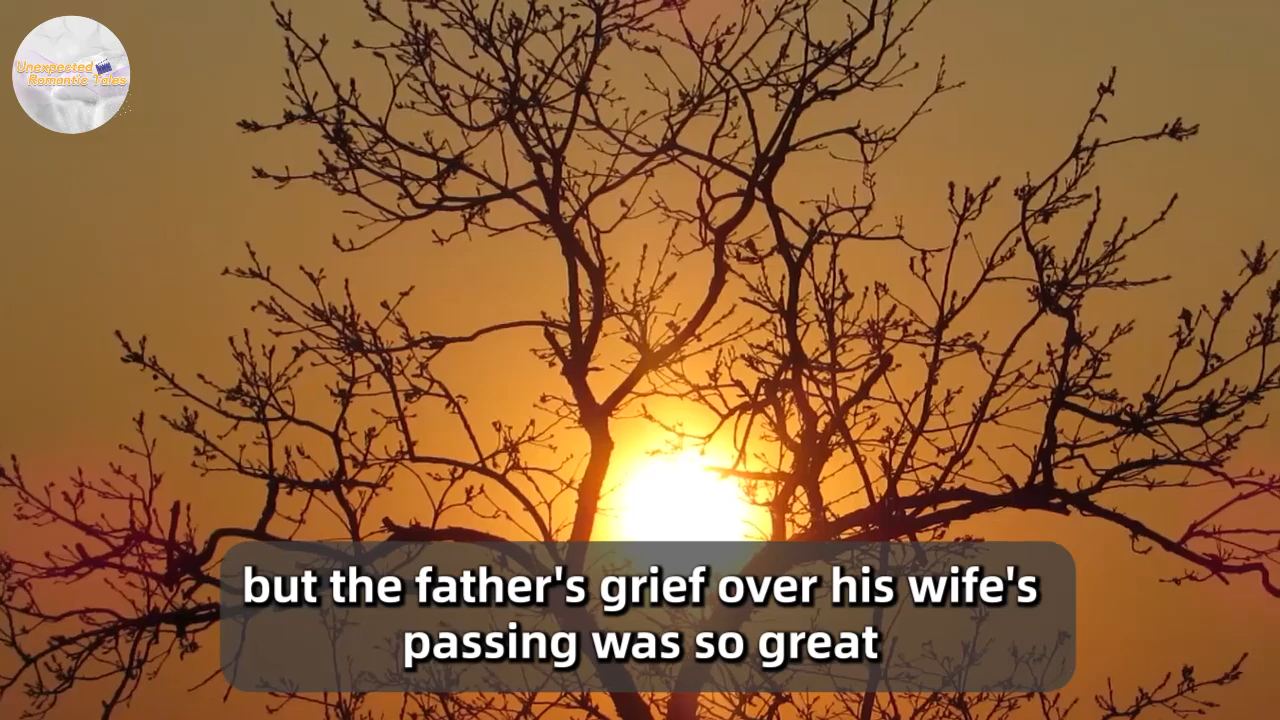 Unexpected
Romantic Tales
but the father's grief over his wife's
passing was so great